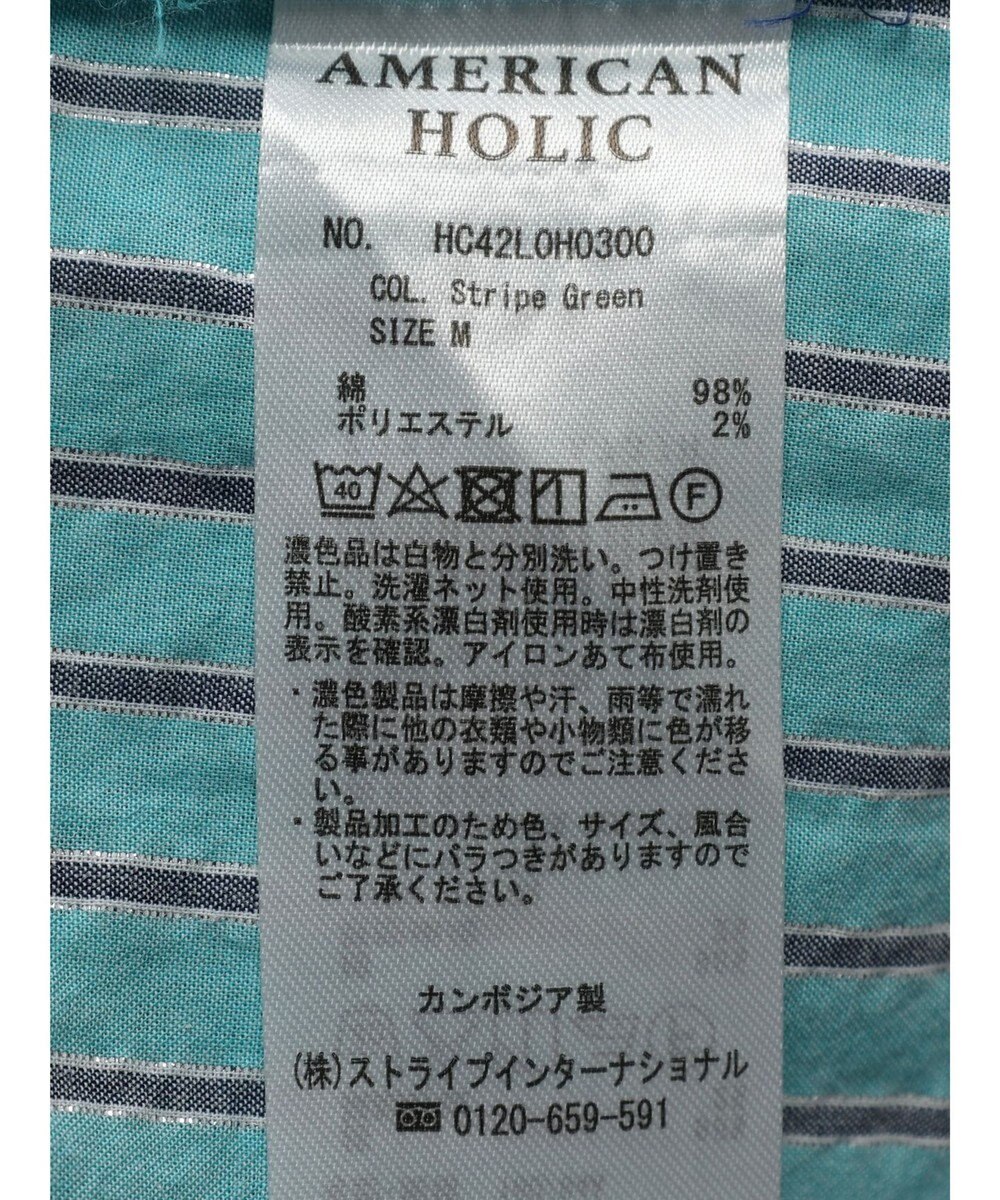 AMERICAN
HOLIC
NO. HC42L0H0300
COL. Stripe Green
SIZE M
綿 98%
ポリエステル 2%
40 F
濃色品は白物と分別洗い。つけ置き
禁止。洗濯ネット使用。中性洗剤使
用。酸素系漂白剤使用時は漂白剤の
表示を確認。アイロンあて布使用。
・濃色製品は摩擦や汗、雨等で濡れ
た際に他の衣類や小物類に色が移
る事がありますのでご注意くださ
い。
・製品加工のため色、サイズ、風合
いなどにバラつきがありますので
ご了承ください。
カンボジア製
(株)ストライプインターナショナル
0120-659-591